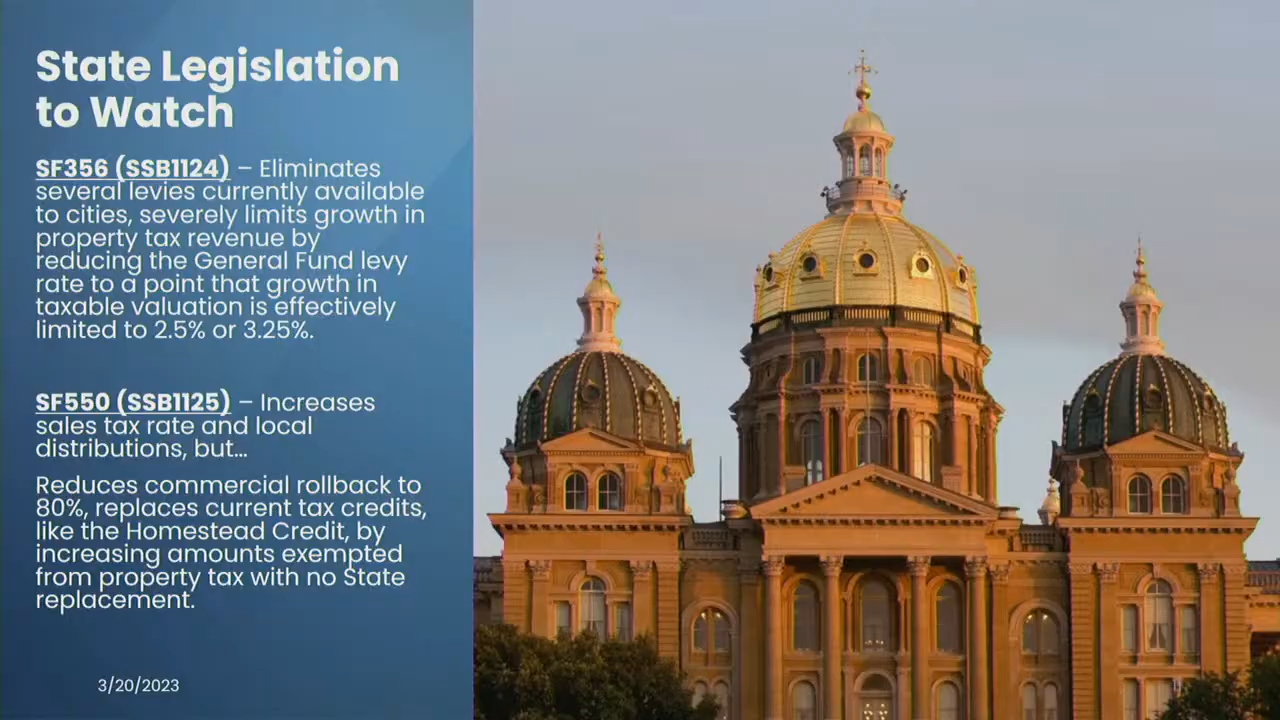 State Legislation
to Watch
SF356 (SSB1124) – Eliminates
several levies currently available
to cities, severely limits growth in
property tax revenue by
reducing the General Fund levy
rate to a point that growth in
taxable valuation is effectively
limited to 2.5% or 3.25%.
SF550 (SSB1125) – Increases
sales tax rate and local
distributions, but…
Reduces commercial rollback to
80%, replaces current tax credits,
like the Homestead Credit, by
increasing amounts exempted
from property tax with no State
replacement.
3/20/2023